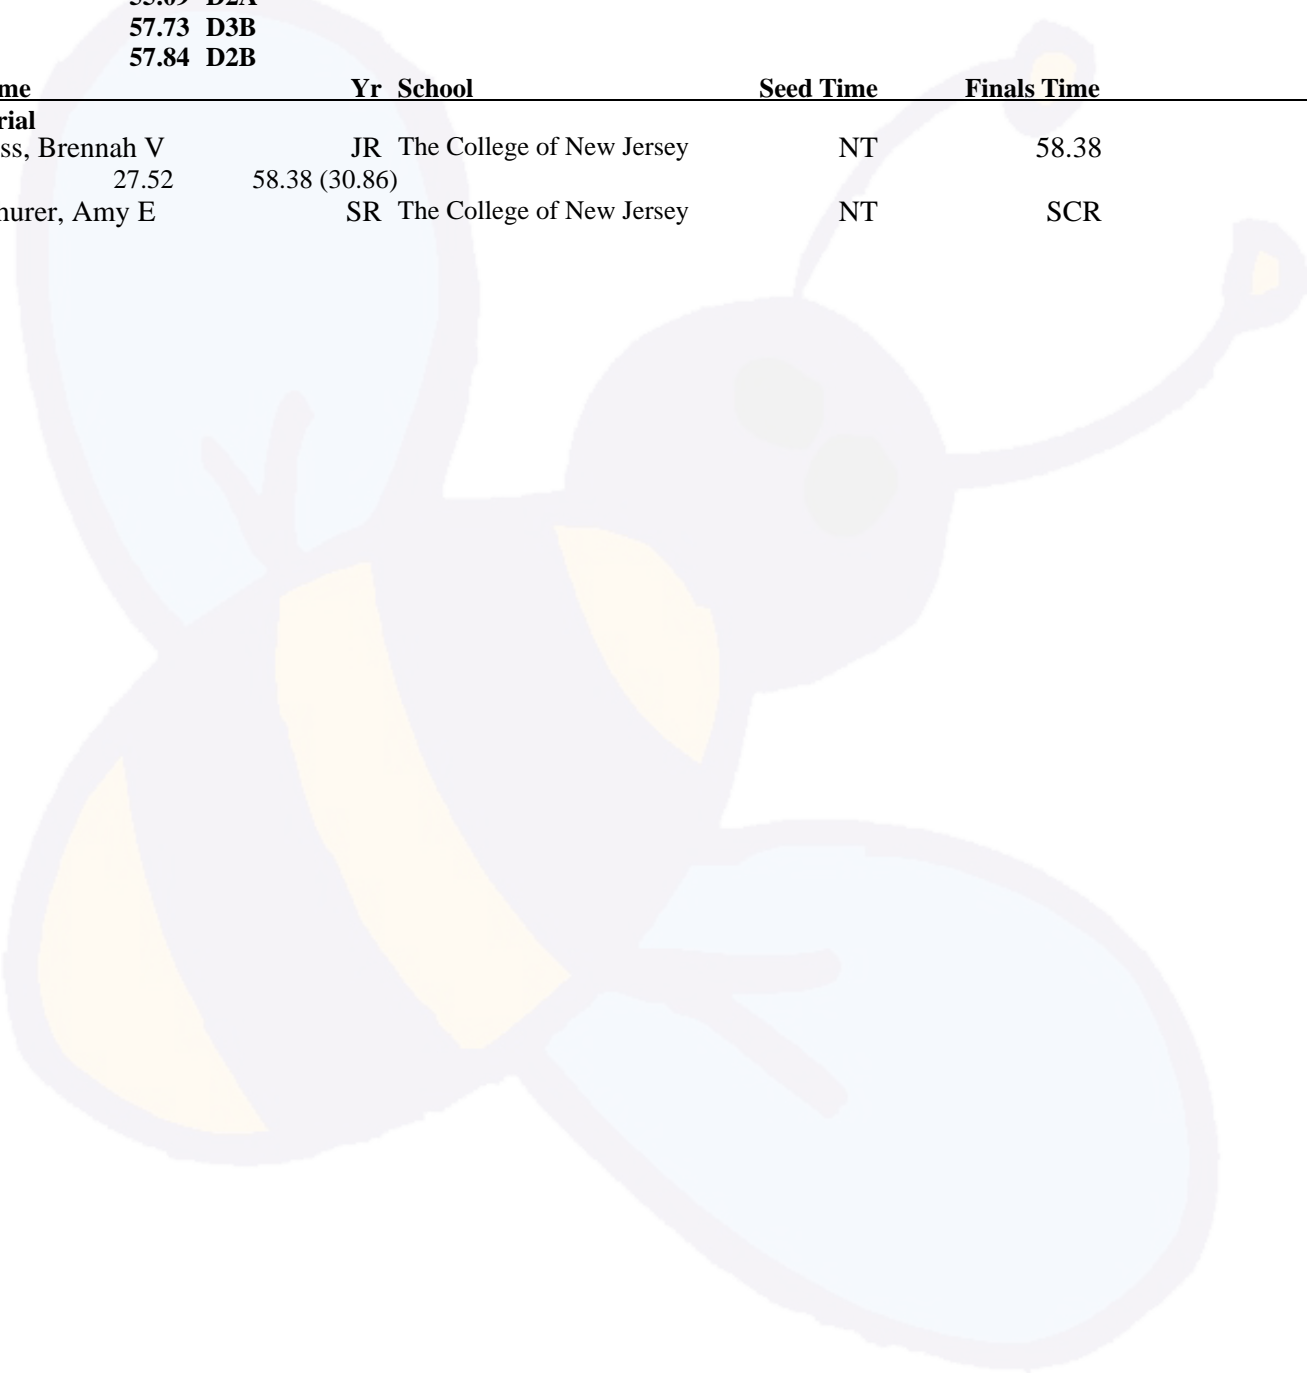 57.73 D3B
57.84 D2B
me Yr School Seed Time Finals Time
rial
ss, Brennah V JR The College of New Jersey NT 58.38
27.52 58.38 (30.86)
hurer, Amy E SR The College of New Jersey NT SCR